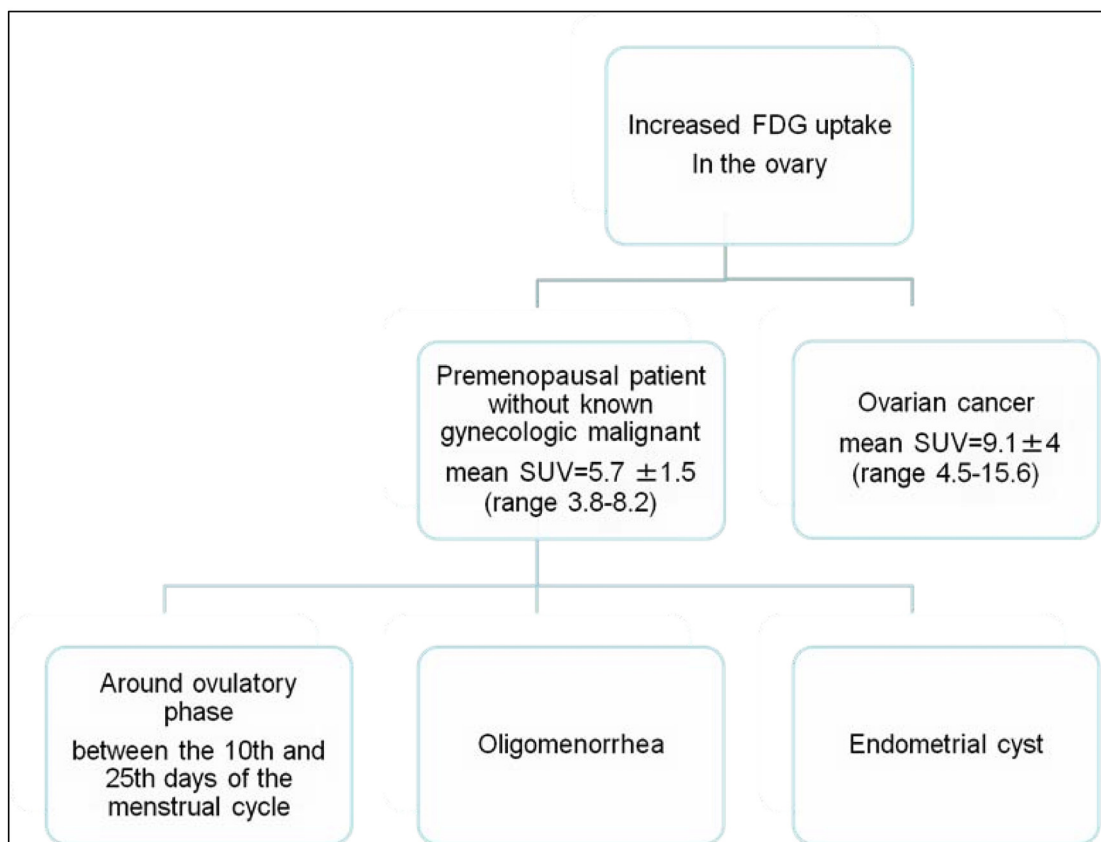 Increased FDG uptake
In the ovary
Premenopausal patient
without known
gynecologic malignant
mean SUV=5.7 ±1.5
(range 3.8-8.2)
Ovarian cancer
mean SUV=9.1±4
(range 4.5-15.6)
Around ovulatory
phase
between the 10th and
25th days of the
menstrual cycle
Oligomenorrhea
Endometrial cyst